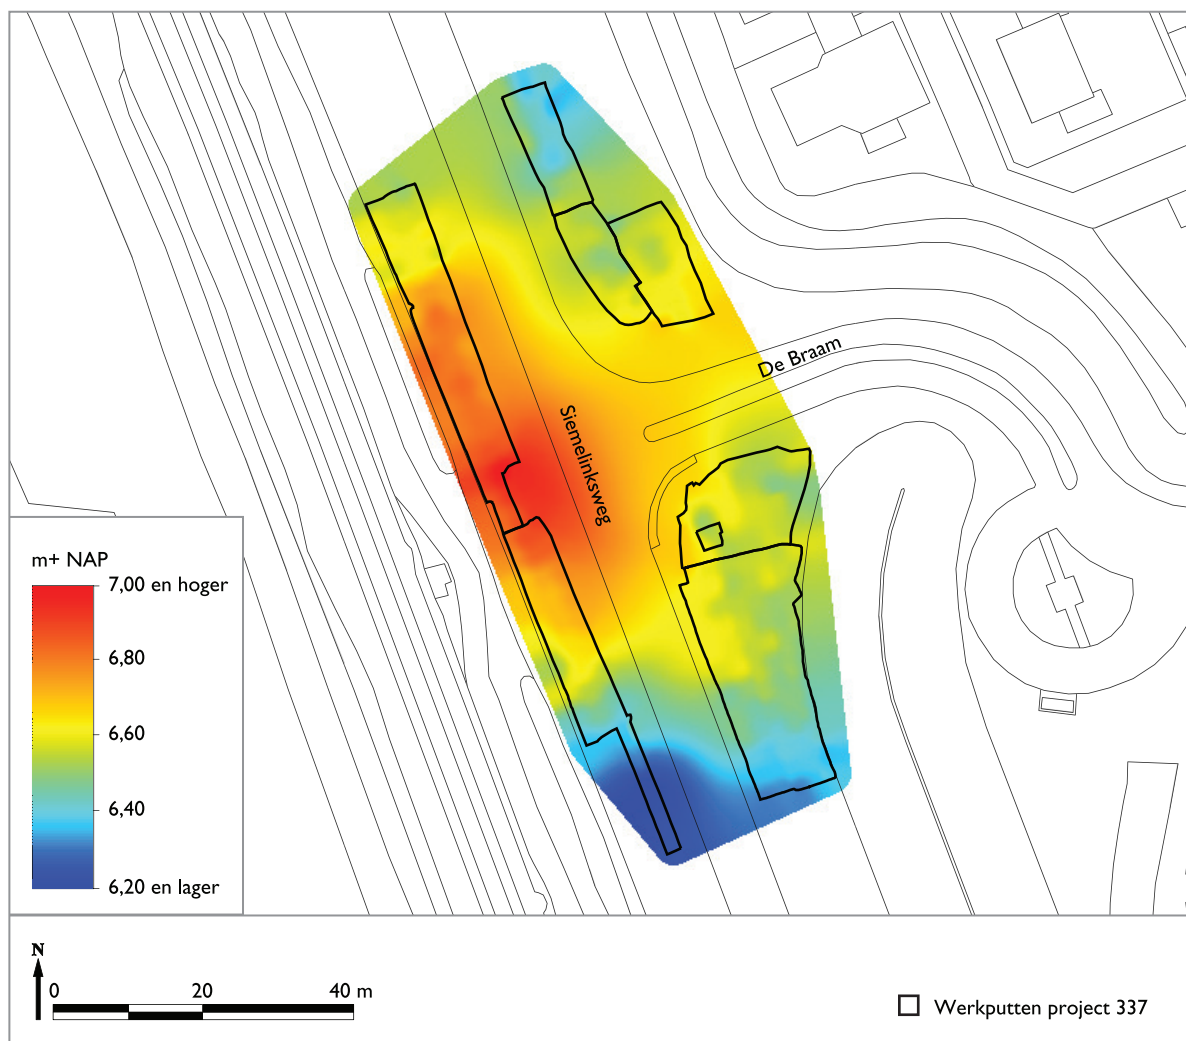 De Braam
Siemelinksweg
m+ NAP
7,00 en hoger
6,80
6,60
6,40
6,20 en lager
N
0 20 40 m
Werkputten project 337